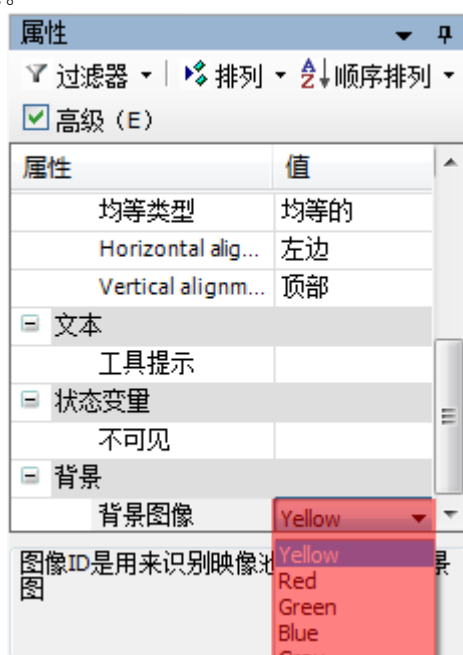 属性
过滤器 排列 顺序排列
高级（E）
属性 值
均等类型 均等的
Horizontal alig... 左边
Vertical alignm... 顶部
文本
工具提示
状态变量
不可见
背景
背景图像 Yellow
图像ID是用来识别映像池 景
图
Yellow
Red
Green
Blue